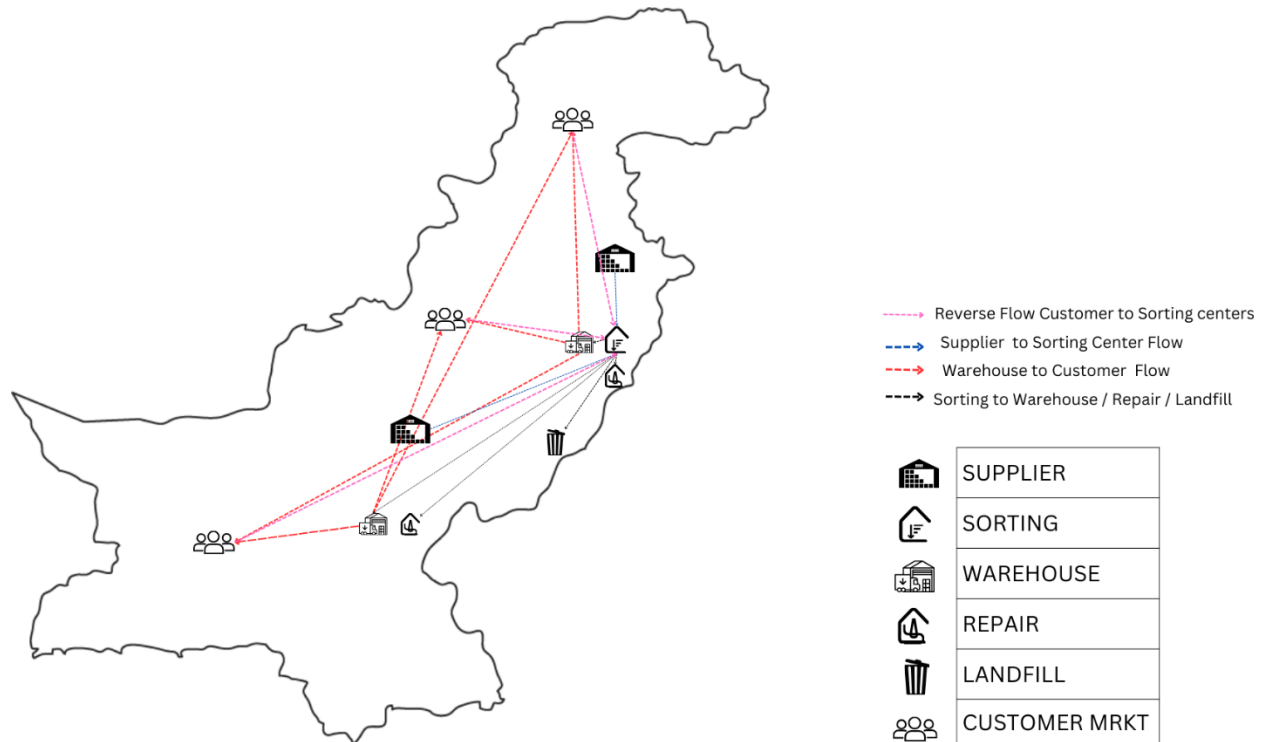 Reverse Flow Customer to Sorting centers
Supplier to Sorting Center Flow
Warehouse to Customer Flow
Sorting to Warehouse / Repair / Landfill
SUPPLIER
SORTING
WAREHOUSE
REPAIR
LANDFILL
CUSTOMER MRKT